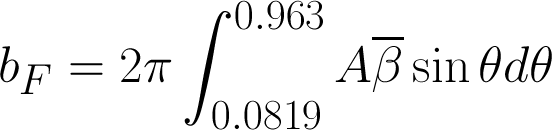 $b_F = 2\pi \int_{0.0819}^{0.963} A\overline{\beta} \sin\theta d\theta$